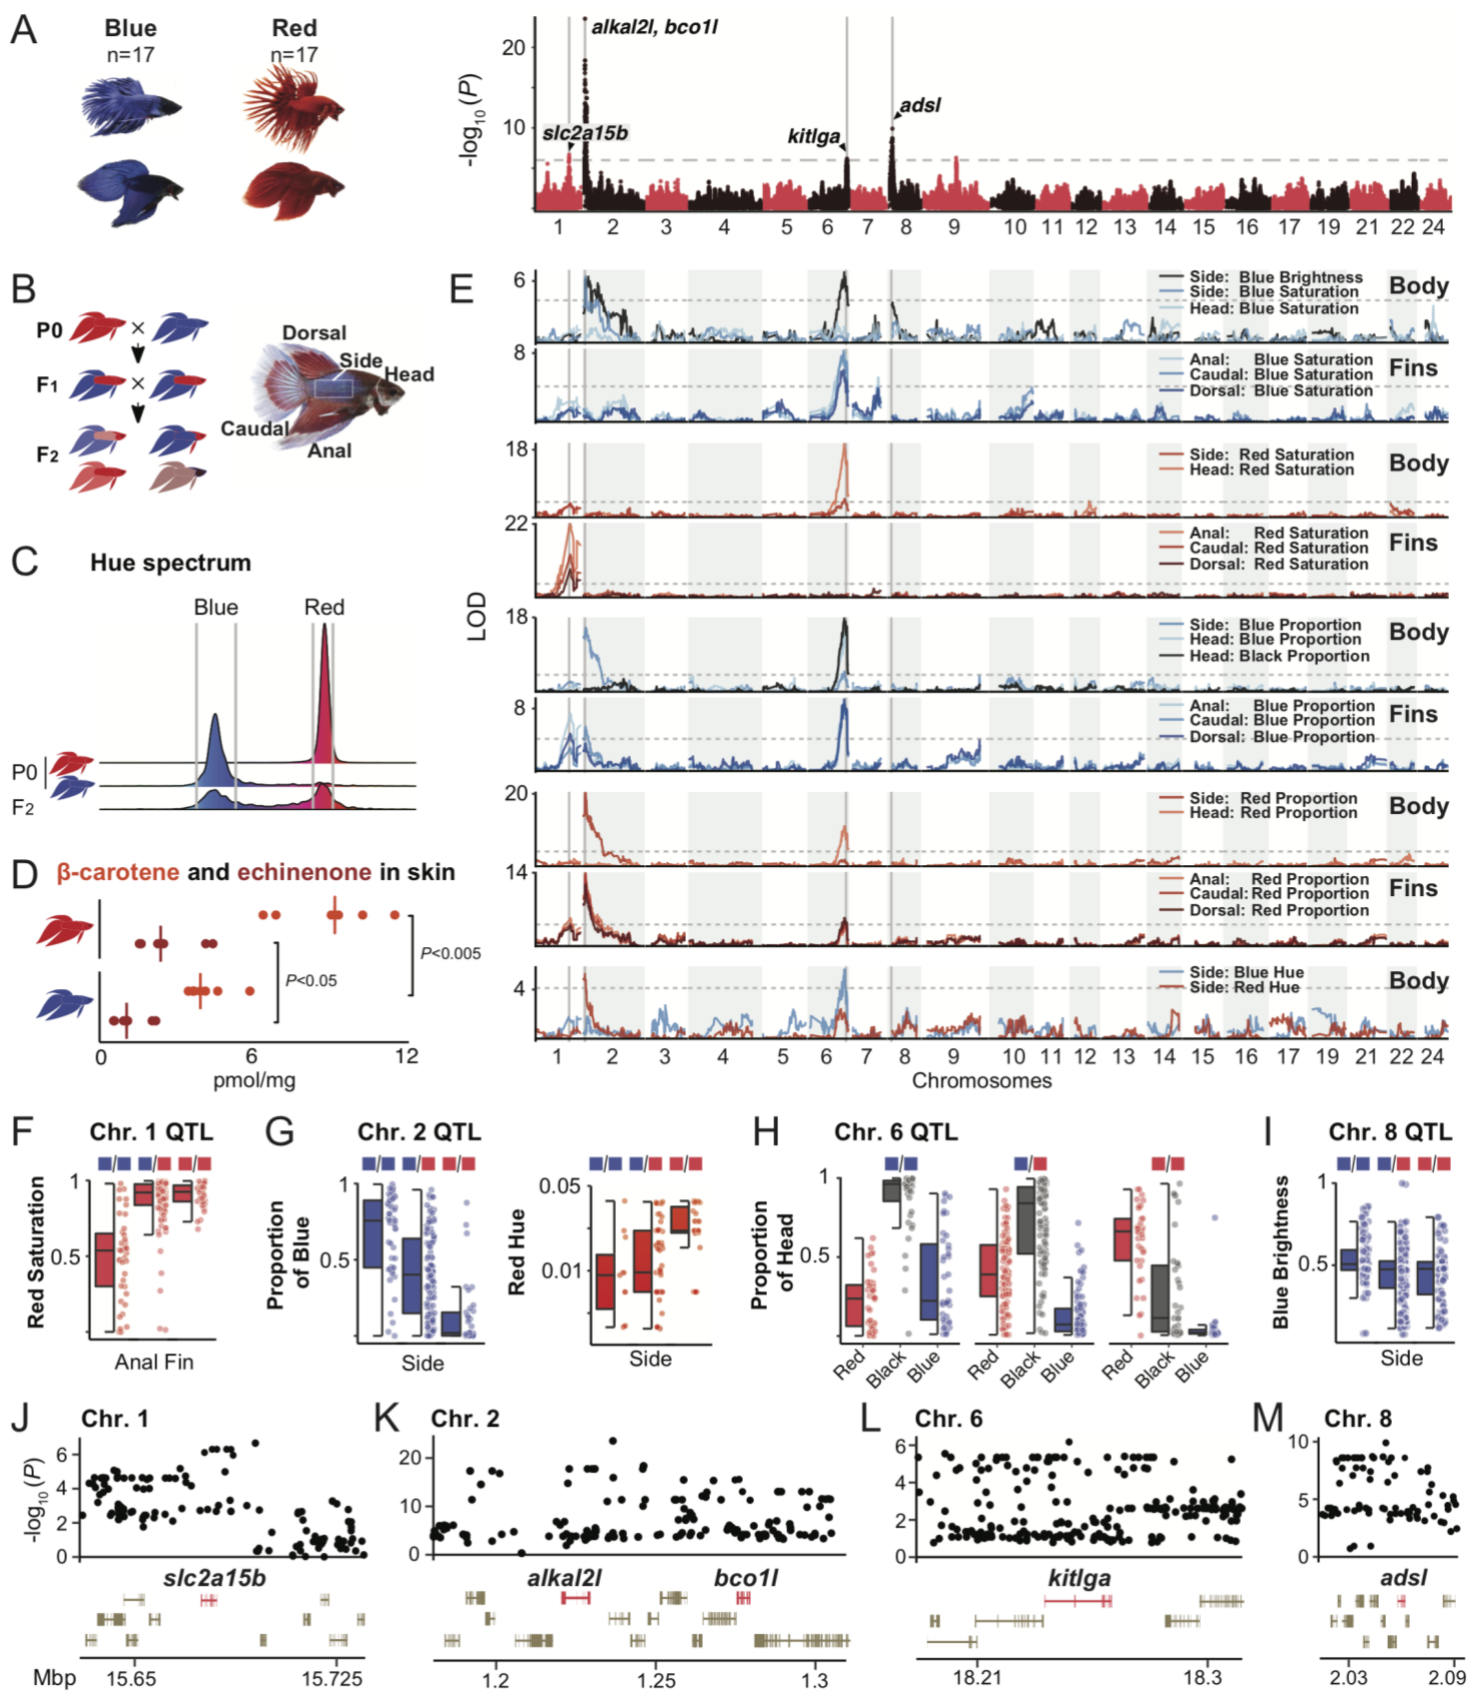 A
Blue
n=17
Red
n=17
-log10 (P)
20
10
alkal2l, bco1l
slc2a15b
kitlga
adsl
1 2 3 4 5 6 7 8 9 10 11 12 13 14 15 16 17 19 21 22 24
B
P0
×
F1
×
F2
Dorsal
Side
Head
Caudal
Anal
C
Hue spectrum
Blue Red
P0
F2
D
β-carotene and echinenone in skin
P<0.005
P<0.05
0 6 12
pmol/mg
E
LOD
6
Side: Blue Brightness
Side: Blue Saturation
Head: Blue Saturation
Body
8
Anal: Blue Saturation
Caudal: Blue Saturation
Dorsal: Blue Saturation
Fins
18
Side: Red Saturation
Head: Red Saturation
Body
22
Anal: Red Saturation
Caudal: Red Saturation
Dorsal: Red Saturation
Fins
18
Side: Blue Proportion
Head: Blue Proportion
Head: Black Proportion
Body
8
Anal: Blue Proportion
Caudal: Blue Proportion
Dorsal: Blue Proportion
Fins
20
Side: Red Proportion
Head: Red Proportion
Body
14
Anal: Red Proportion
Caudal: Red Proportion
Dorsal: Red Proportion
Fins
4
Side: Blue Hue
Side: Red Hue
Body
1 2 3 4 5 6 7 8 9 10 11 12 13 14 15 16 17 19 21 22 24
Chromosomes
F
Chr. 1 QTL
/ / /
Red Saturation
1
0.5
0
Anal Fin
G
Chr. 2 QTL
/ / /
Proportion
of Blue
1
0.5
0
Side
/ / /
Red Hue
0.05
0.01
Side
H
Chr. 6 QTL
/ / /
Proportion
of Head
1
0.5
0
Red Black Blue
Red Black Blue
Red Black Blue
I
Chr. 8 QTL
/ / /
Blue Brightness
1
0.5
0
Side
J
Chr. 1
-log10 (P)
6
4
2
0
slc2a15b
Mbp
15.65 15.725
K
Chr. 2
20
10
0
alkal2l bco1l
1.2 1.25 1.3
L
Chr. 6
6
4
2
0
kitlga
18.21 18.3
M
Chr. 8
10
5
0
adsl
2.03 2.09